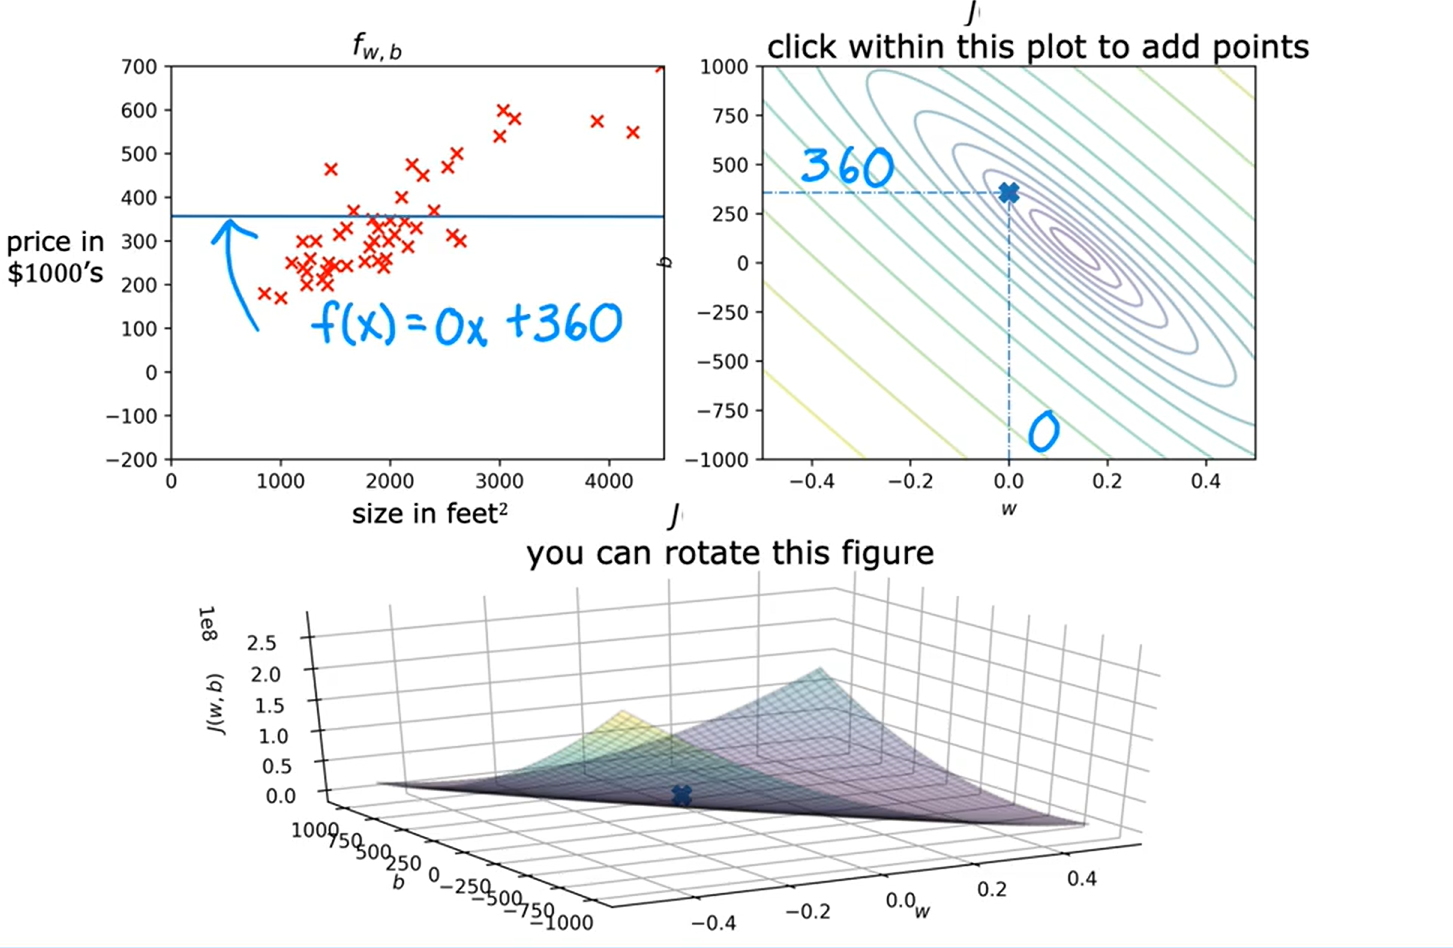 f w, b
700
600
500
400
300
200
100
0
−100
−200
price in
$1000’s
f(x) = 0x + 360
0 1000 2000 3000 4000
size in feet²
J
click within this plot to add points
1000
750
500
250
0
−250
−500
−750
−1000
b
360
0
−0.4 −0.2 0.0 0.2 0.4
w
J
you can rotate this figure
1e8
J(w, b)
2.5
2.0
1.5
1.0
0.5
0.0
1000
750
500
250
0
−250
−500
−750
−1000
b
−0.4 −0.2 0.0 0.2 0.4
w